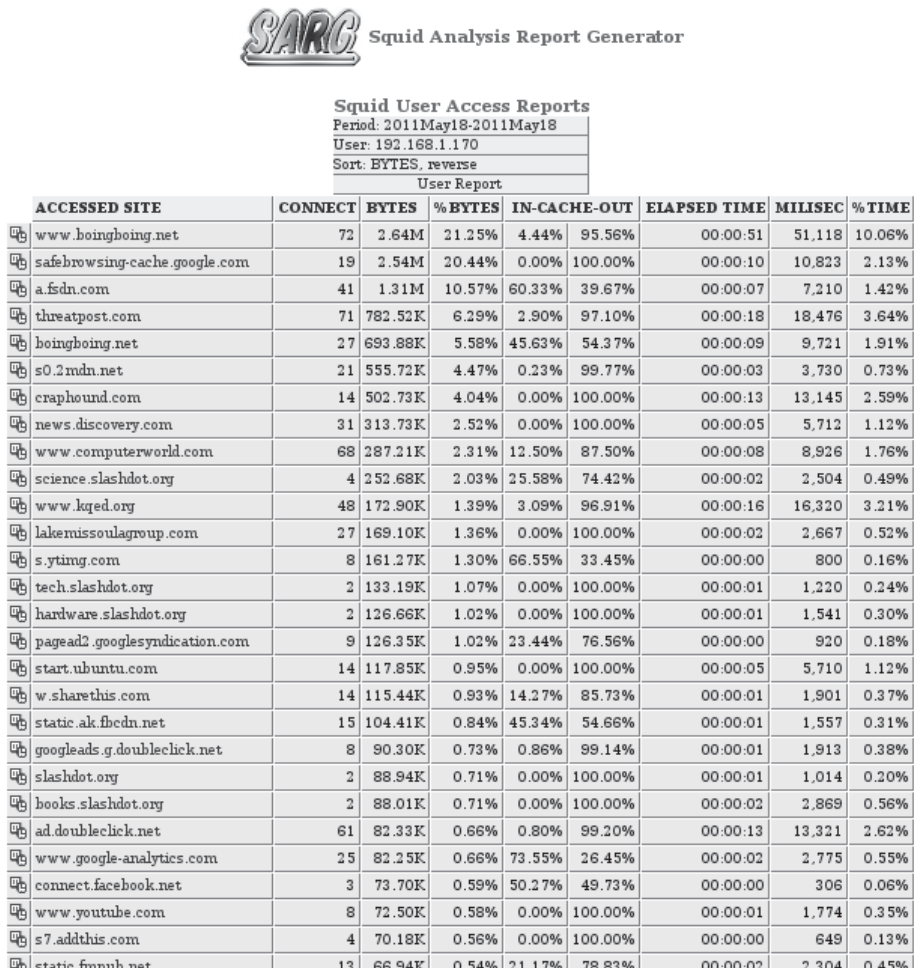 SARG Squid Analysis Report Generator
Squid User Access Reports
Period: 2011May18-2011May18
User: 192.168.1.170
Sort: BYTES, reverse
User Report
ACCESSED SITE CONNECT BYTES %BYTES IN-CACHE-OUT ELAPSED TIME MILISEC %TIME
www.boingboing.net 72 2.64M 21.25% 4.44% 95.56% 00:00:51 51,118 10.06%
safebrowsing-cache.google.com 19 2.54M 20.44% 0.00% 100.00% 00:00:10 10,823 2.13%
a.fsdn.com 41 1.31M 10.57% 60.33% 39.67% 00:00:07 7,210 1.42%
threatpost.com 71 782.52K 6.29% 2.90% 97.10% 00:00:18 18,476 3.64%
boingboing.net 27 693.88K 5.58% 45.63% 54.37% 00:00:09 9,721 1.91%
s0.2mdn.net 21 555.72K 4.47% 0.23% 99.77% 00:00:03 3,730 0.73%
craphound.com 14 502.73K 4.04% 0.00% 100.00% 00:00:13 13,145 2.59%
news.discovery.com 31 313.73K 2.52% 0.00% 100.00% 00:00:05 5,712 1.12%
www.computerworld.com 68 287.21K 2.31% 12.50% 87.50% 00:00:08 8,926 1.76%
science.slashdot.org 4 252.68K 2.03% 25.58% 74.42% 00:00:02 2,504 0.49%
www.kqed.org 48 172.90K 1.39% 3.09% 96.91% 00:00:16 16,320 3.21%
lakemissoulagroup.com 27 169.10K 1.36% 0.00% 100.00% 00:00:02 2,667 0.52%
s.ytimg.com 8 161.27K 1.30% 66.55% 33.45% 00:00:00 800 0.16%
tech.slashdot.org 2 133.19K 1.07% 0.00% 100.00% 00:00:01 1,220 0.24%
hardware.slashdot.org 2 126.66K 1.02% 0.00% 100.00% 00:00:01 1,541 0.30%
pagead2.googlesyndication.com 9 126.35K 1.02% 23.44% 76.56% 00:00:00 920 0.18%
start.ubuntu.com 14 117.85K 0.95% 0.00% 100.00% 00:00:05 5,710 1.12%
w.sharethis.com 14 115.44K 0.93% 14.27% 85.73% 00:00:01 1,901 0.37%
static.ak.fbcdn.net 15 104.41K 0.84% 45.34% 54.66% 00:00:01 1,557 0.31%
googleads.g.doubleclick.net 8 90.30K 0.73% 0.86% 99.14% 00:00:01 1,913 0.38%
slashdot.org 2 88.94K 0.71% 0.00% 100.00% 00:00:01 1,014 0.20%
books.slashdot.org 2 88.01K 0.71% 0.00% 100.00% 00:00:02 2,869 0.56%
ad.doubleclick.net 61 82.33K 0.66% 0.80% 99.20% 00:00:13 13,321 2.62%
www.google-analytics.com 25 82.25K 0.66% 73.55% 26.45% 00:00:02 2,775 0.55%
connect.facebook.net 3 73.70K 0.59% 50.27% 49.73% 00:00:00 306 0.06%
www.youtube.com 8 72.50K 0.58% 0.00% 100.00% 00:00:01 1,774 0.35%
s7.addthis.com 4 70.18K 0.56% 0.00% 100.00% 00:00:00 649 0.13%
static.fmpub.net 13 66.94K 0.54% 21.17% 78.83% 00:00:02 2,304 0.45%